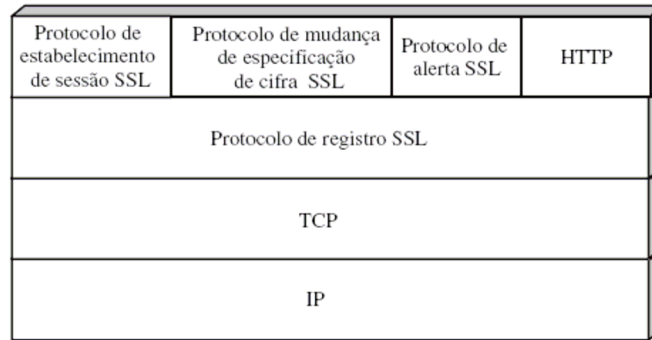 Protocolo de
estabelecimento
de sessão SSL
Protocolo de mudança
de especificação
de cifra SSL
Protocolo de
alerta SSL
HTTP
Protocolo de registro SSL
TCP
IP